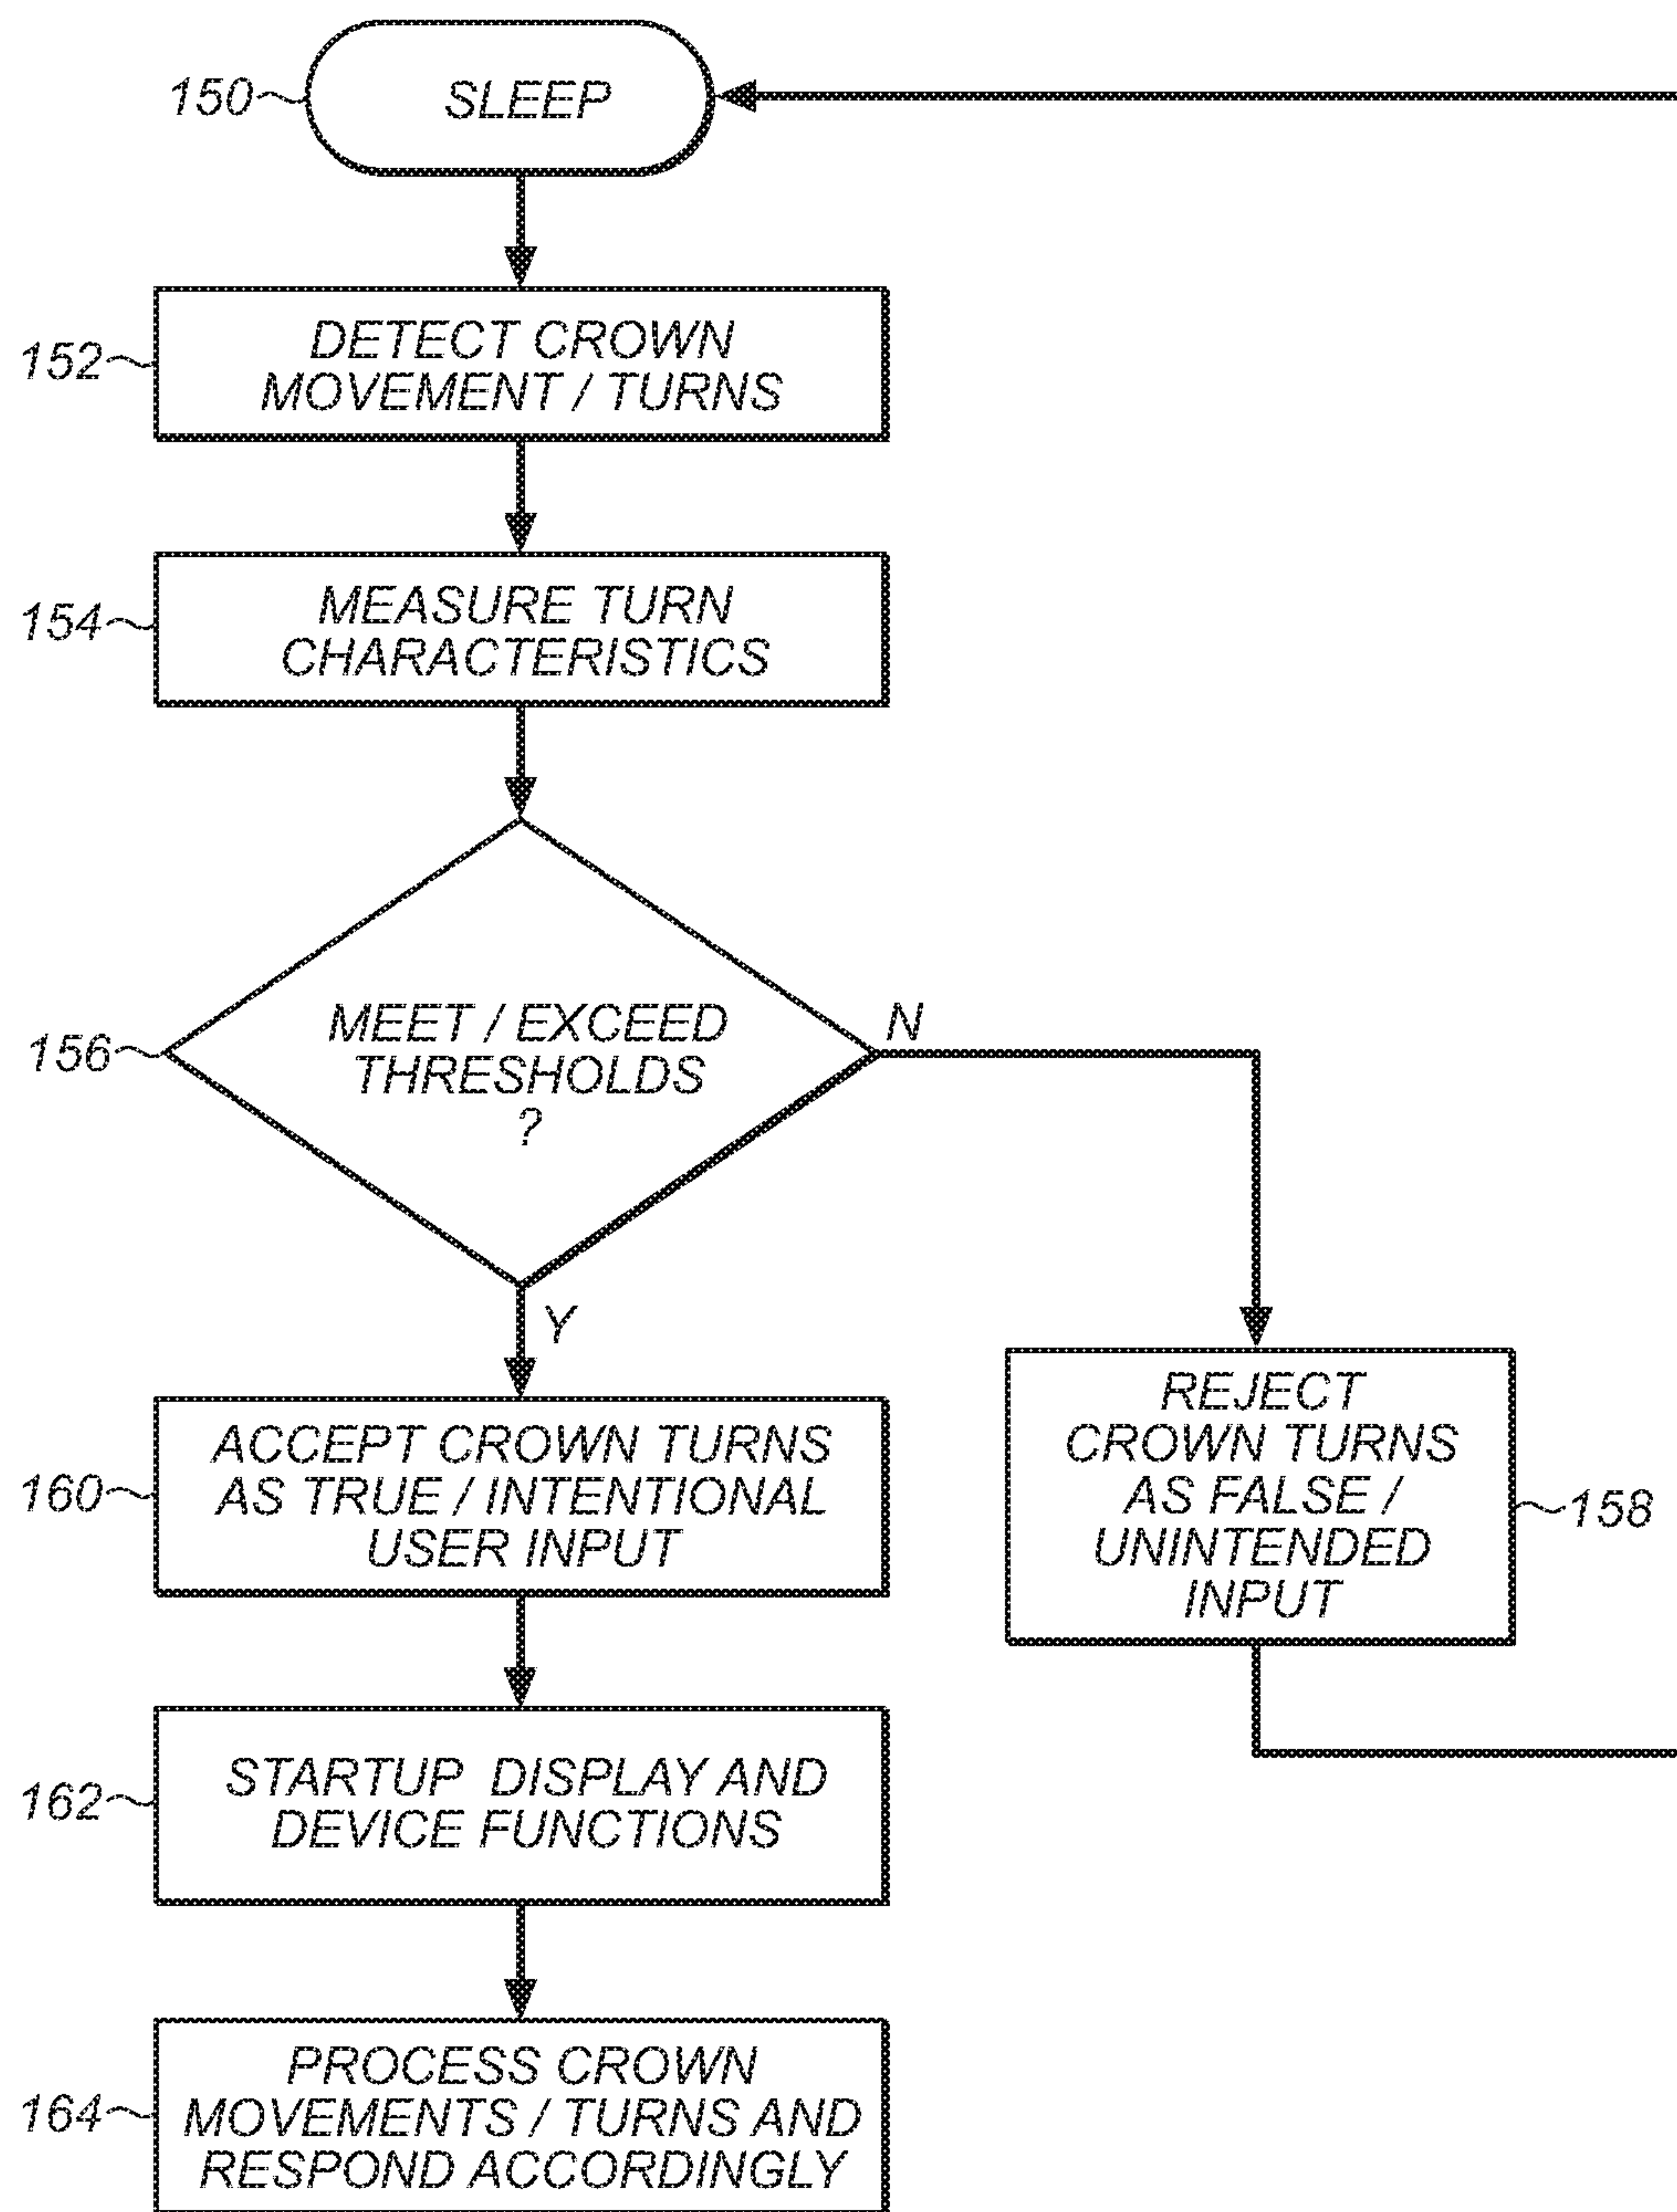 150
SLEEP
152
DETECT CROWN
MOVEMENT / TURNS
154
MEASURE TURN
CHARACTERISTICS
156
MEET / EXCEED
THRESHOLDS
?
N
Y
160
ACCEPT CROWN TURNS
AS TRUE / INTENTIONAL
USER INPUT
REJECT
CROWN TURNS
AS FALSE /
UNINTENDED
INPUT
158
162
STARTUP DISPLAY AND
DEVICE FUNCTIONS
164
PROCESS CROWN
MOVEMENTS / TURNS AND
RESPOND ACCORDINGLY